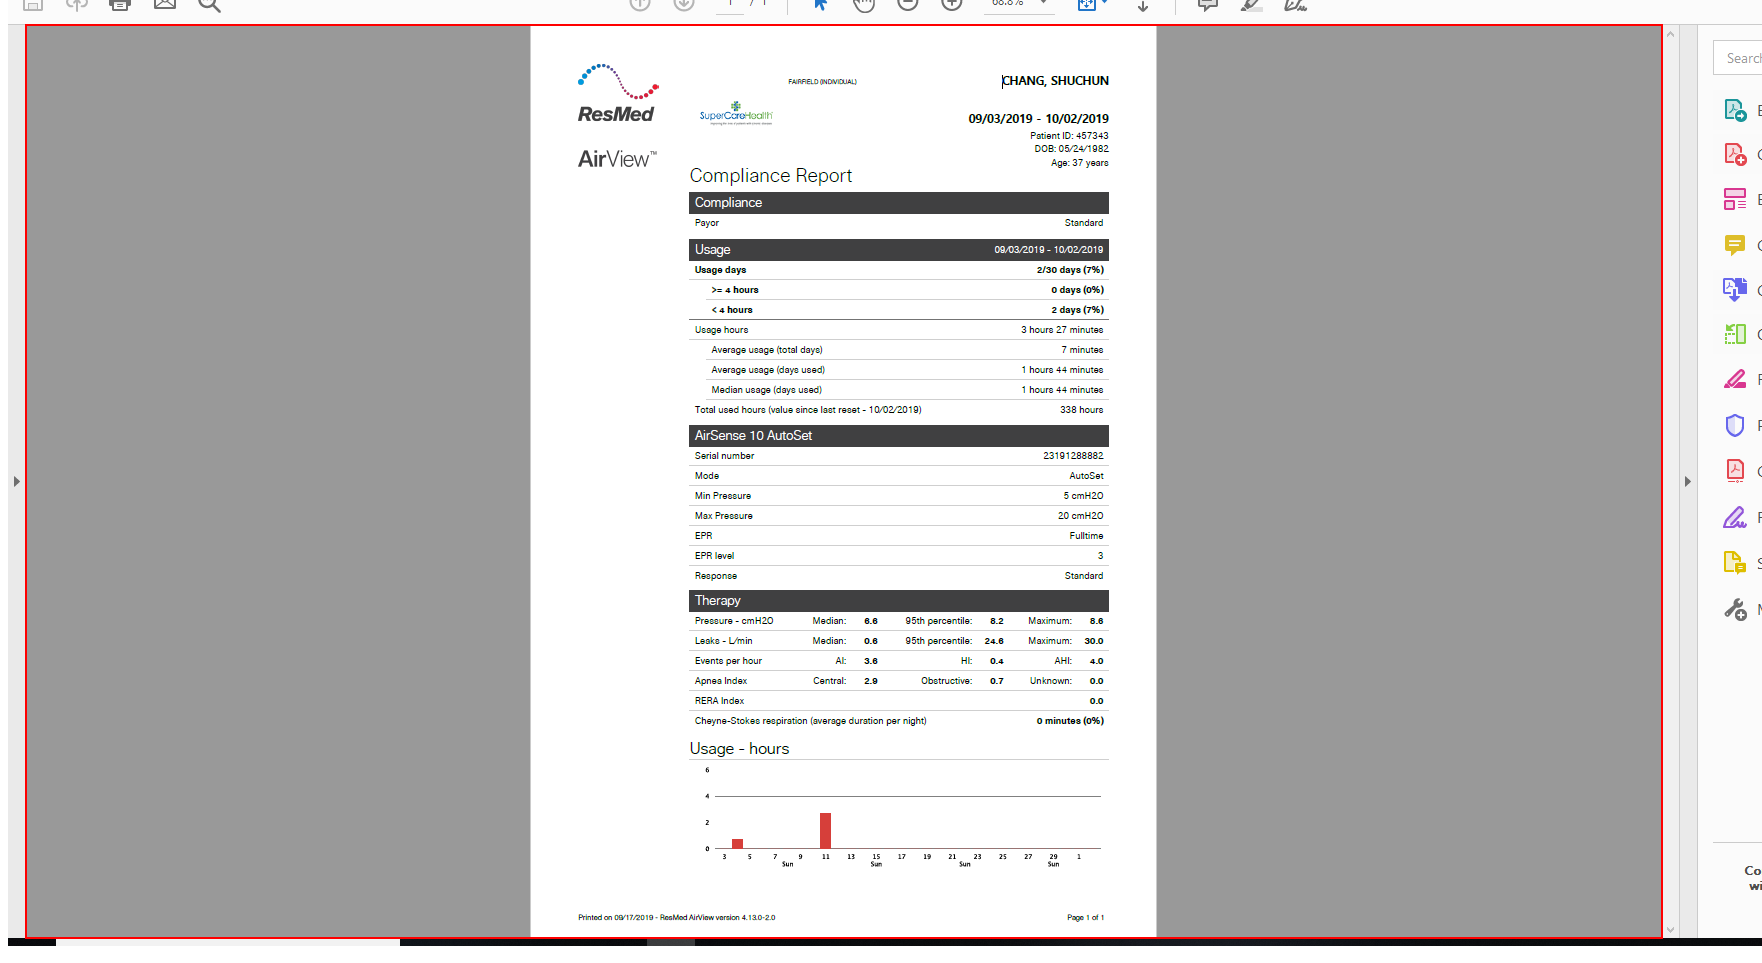 1 / 1
68.8%
Search
FAIRFIELD (INDIVIDUAL)
CHANG, SHUCHUN
ResMed
SuperCareHealth
09/03/2019 - 10/02/2019
Patient ID: 457343
DOB: 05/24/1982
Age: 37 years
AirView™
Compliance Report
Compliance
Payor Standard
Usage 09/03/2019 - 10/02/2019
Usage days 2/30 days (7%)
>= 4 hours 0 days (0%)
< 4 hours 2 days (7%)
Usage hours 3 hours 27 minutes
Average usage (total days) 7 minutes
Average usage (days used) 1 hours 44 minutes
Median usage (days used) 1 hours 44 minutes
Total used hours (value since last reset - 10/02/2019) 338 hours
AirSense 10 AutoSet
Serial number 23191288882
Mode AutoSet
Min Pressure 5 cmH2O
Max Pressure 20 cmH2O
EPR Fulltime
EPR level 3
Response Standard
Therapy
Pressure - cmH2O Median: 6.6 95th percentile: 8.2 Maximum: 8.6
Leaks - L/min Median: 0.6 95th percentile: 24.6 Maximum: 30.0
Events per hour AI: 3.6 HI: 0.4 AHI: 4.0
Apnea Index Central: 2.9 Obstructive: 0.7 Unknown: 0.0
RERA Index 0.0
Cheyne-Stokes respiration (average duration per night) 0 minutes (0%)
Usage - hours
6
4
2
0
3 5 7 9 11 13 15 17 19 21 23 25 27 29 1
Sun Sun Sun Sun
Printed on 09/17/2019 - ResMed AirView version 4.13.0-2.0 Page 1 of 1
Co
wi